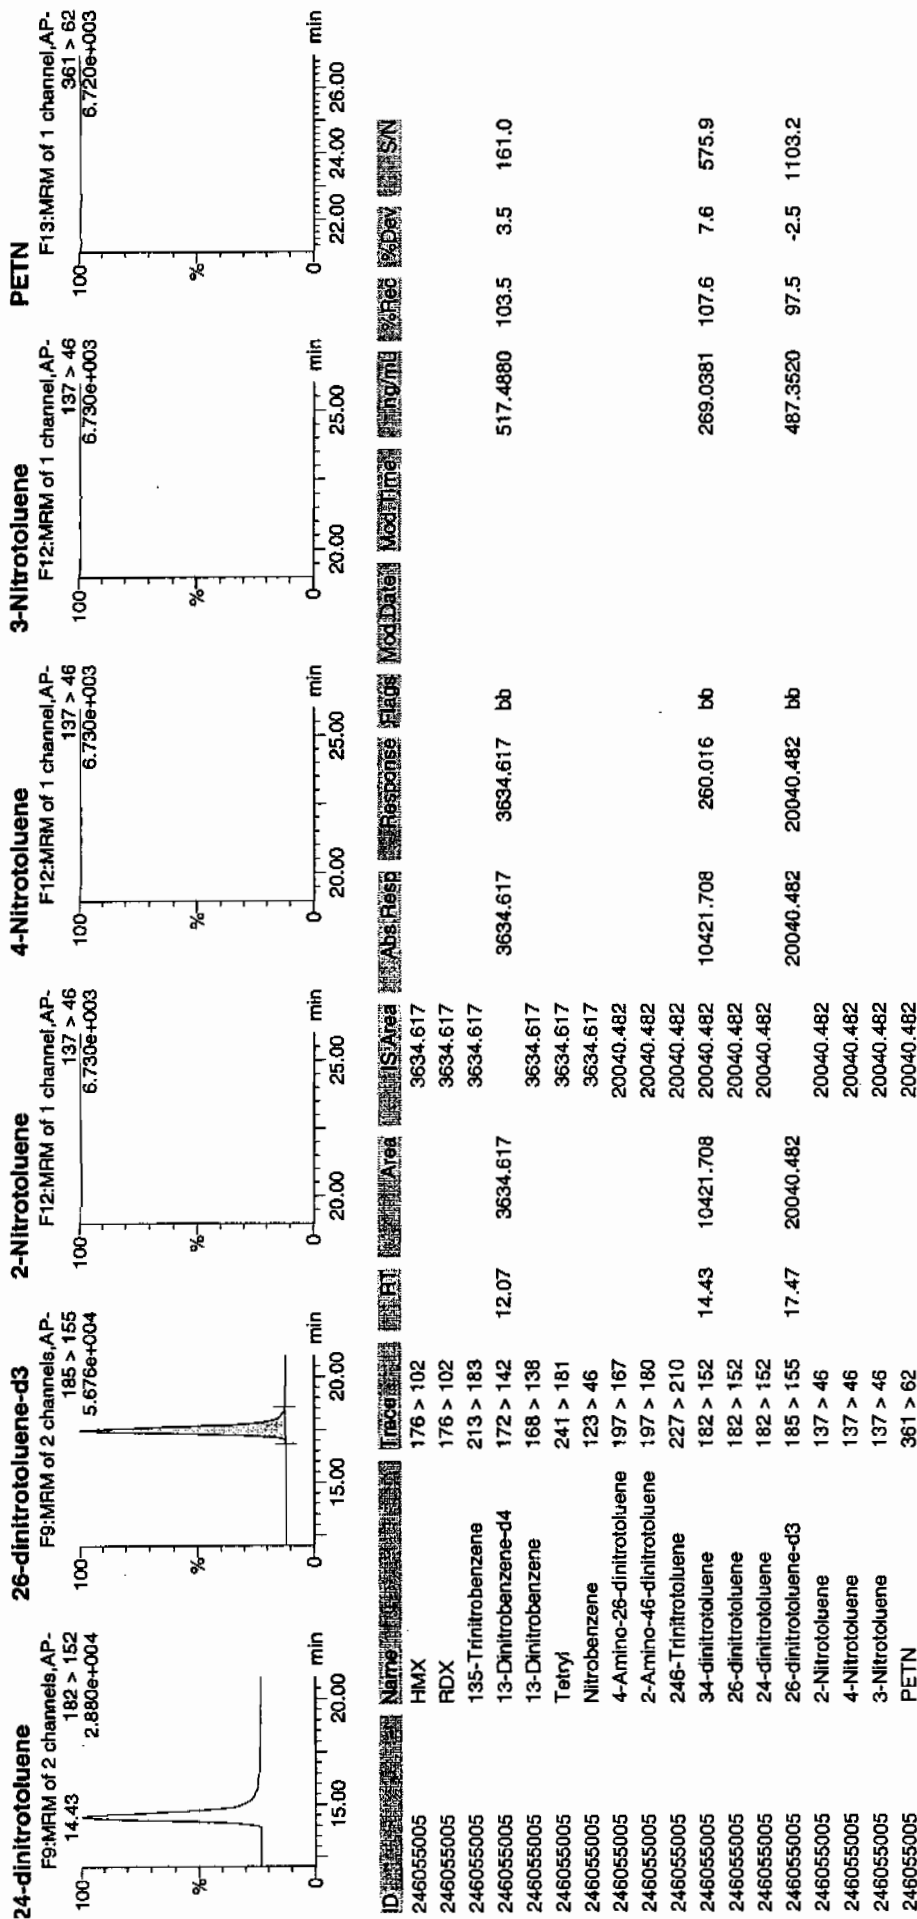 24-dinitrotoluene
F9:MRM of 2 channels,AP-
14.43 182 > 152
2.880e+004
100
%
0
15.00 20.00 min
26-dinitrotoluene-d3
F9:MRM of 2 channels,AP-
185 > 155
5.676e+004
100
%
0
15.00 20.00 min
2-Nitrotoluene
F12:MRM of 1 channel,AP-
137 > 46
6.730e+003
100
%
0
20.00 25.00 min
4-Nitrotoluene
F12:MRM of 1 channel,AP-
137 > 46
6.730e+003
100
%
0
20.00 25.00 min
3-Nitrotoluene
F12:MRM of 1 channel,AP-
137 > 46
6.730e+003
100
%
0
20.00 25.00 min
PETN
F13:MRM of 1 channel,AP-
361 > 62
6.720e+003
100
%
0
22.00 24.00 26.00 min
ID Name Trace RT Area IS Area Abs.Resp Response Flags Mod.Date Mod.Time ng/ml %Rec %Dev S/N
246055005 HMX 176 > 102 3634.617
246055005 RDX 176 > 102 3634.617
246055005 135-Trinitrobenzene 213 > 183 3634.617
246055005 13-Dinitrobenzene-d4 172 > 142 12.07 3634.617 3634.617 3634.617 bb 517.4880 103.5 3.5 161.0
246055005 13-Dinitrobenzene 168 > 138 3634.617
246055005 Tetryl 241 > 181 3634.617
246055005 Nitrobenzene 123 > 46 3634.617
246055005 4-Amino-26-dinitrotoluene 197 > 167 20040.482
246055005 2-Amino-46-dinitrotoluene 197 > 180 20040.482
246055005 246-Trinitrotoluene 227 > 210 20040.482
246055005 34-dinitrotoluene 182 > 152 14.43 10421.708 20040.482 10421.708 260.016 bb 269.0381 107.6 7.6 575.9
246055005 26-dinitrotoluene 182 > 152 20040.482
246055005 24-dinitrotoluene 182 > 152 20040.482
246055005 26-dinitrotoluene-d3 185 > 155 17.47 20040.482 20040.482 20040.482 bb 487.3520 97.5 -2.5 1103.2
246055005 2-Nitrotoluene 137 > 46 20040.482
246055005 4-Nitrotoluene 137 > 46 20040.482
246055005 3-Nitrotoluene 137 > 46 20040.482
246055005 PETN 361 > 62 20040.482